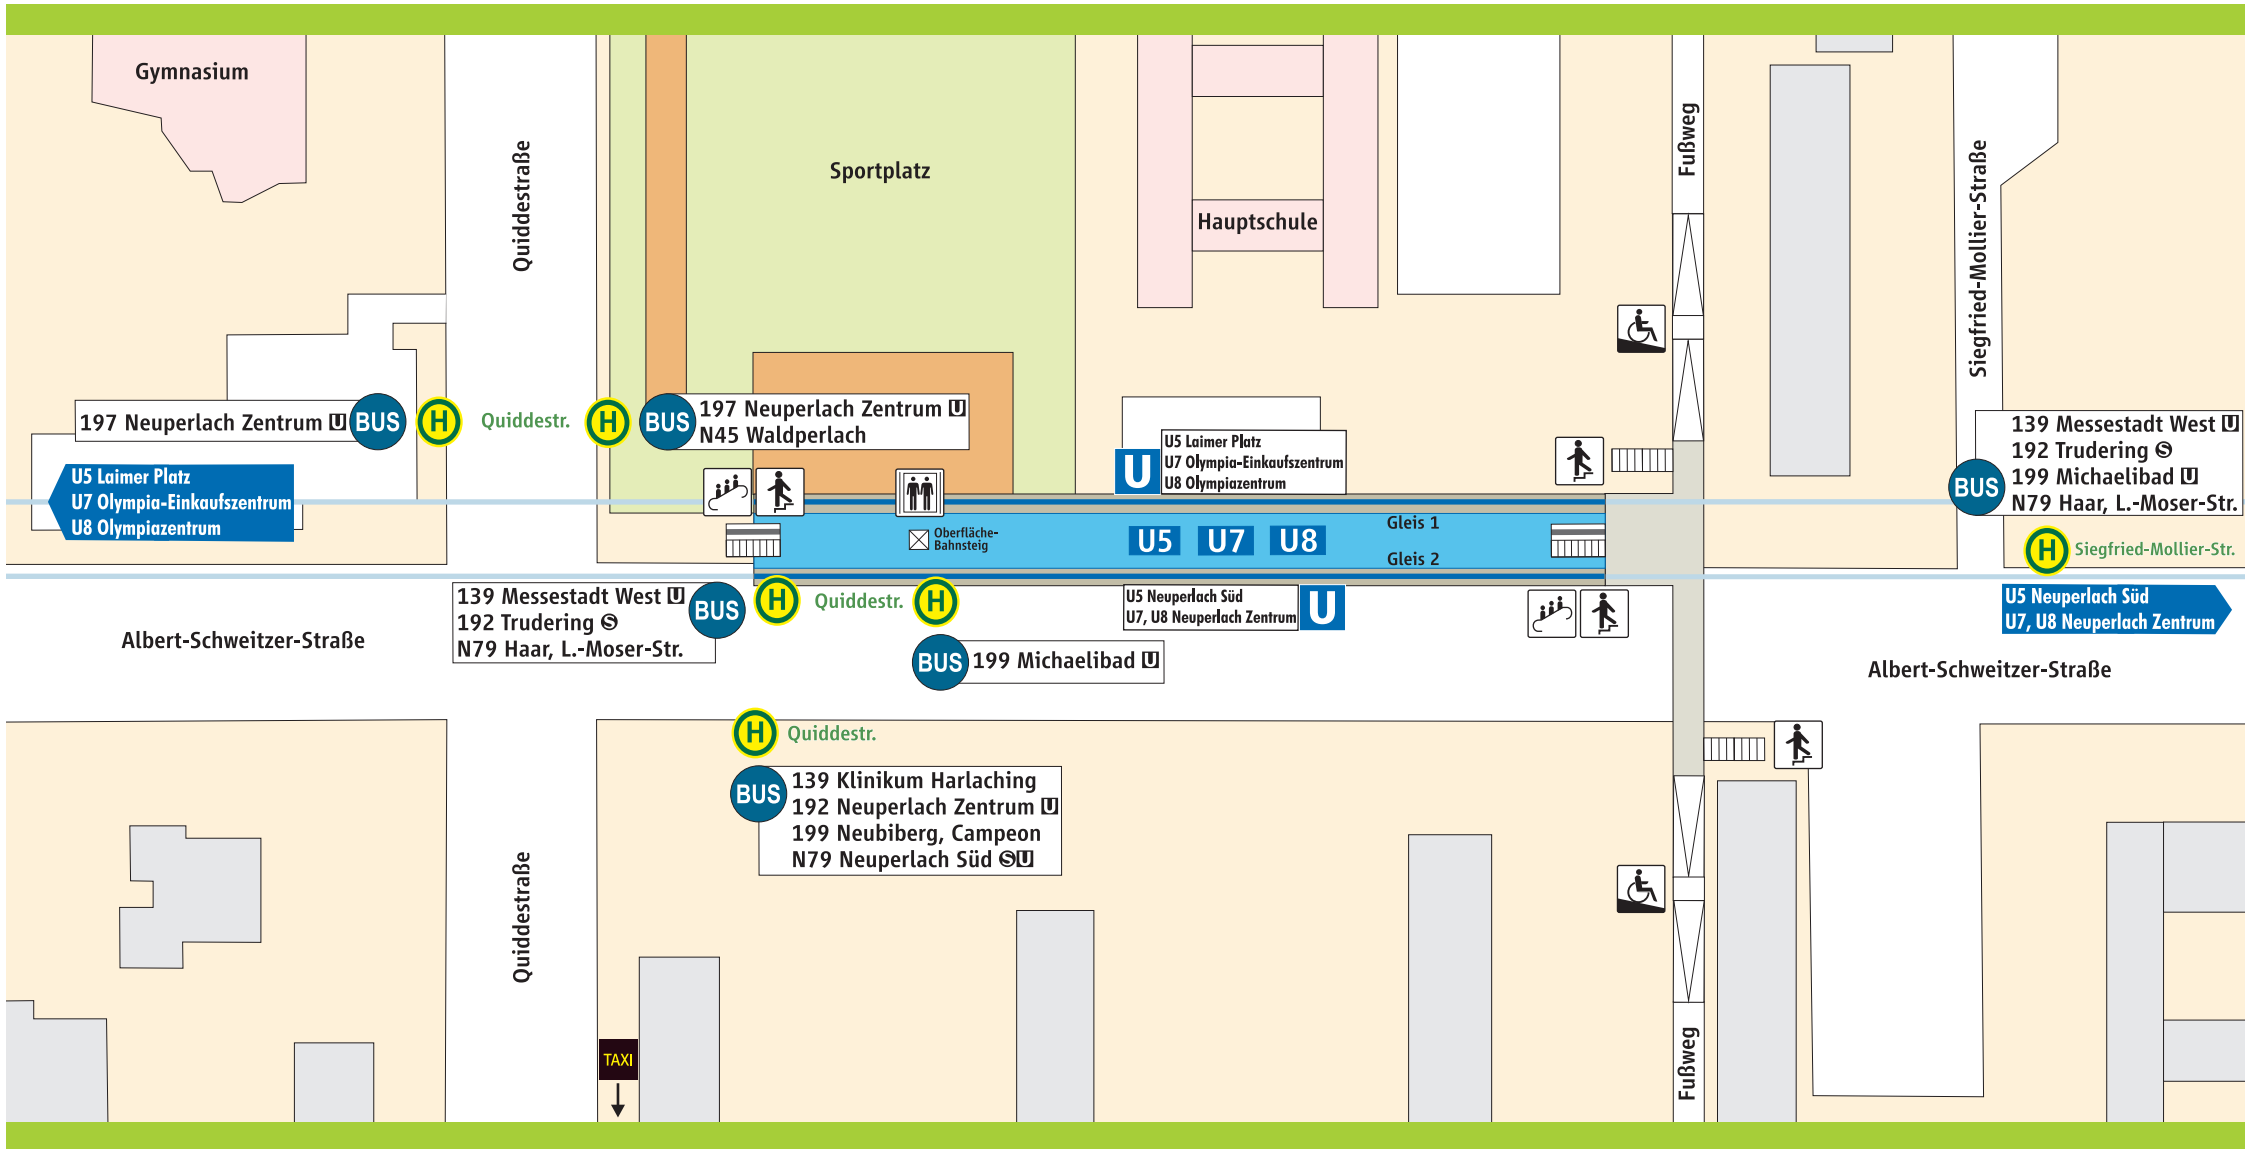 Gymnasium
Quiddestraße
Sportplatz
Hauptschule
Fußweg
Siegfried-Mollier-Straße
197 Neuperlach Zentrum U
BUS
H
Quiddestr.
H
BUS
197 Neuperlach Zentrum U
N45 Waldperlach
U5 Laimer Platz
U7 Olympia-Einkaufszentrum
U8 Olympiazentrum
U
U5 Laimer Platz
U7 Olympia-Einkaufszentrum
U8 Olympiazentrum
BUS
139 Messestadt West U
192 Trudering S
199 Michaelibad U
N79 Haar, L.-Moser-Str.
H
Siegfried-Mollier-Str.
Oberfläche-
Bahnsteig
U5
U7
U8
Gleis 1
Gleis 2
139 Messestadt West U
192 Trudering S
N79 Haar, L.-Moser-Str.
BUS
H
Quiddestr.
H
BUS
199 Michaelibad U
U5 Neuperlach Süd
U7, U8 Neuperlach Zentrum
U
U5 Neuperlach Süd
U7, U8 Neuperlach Zentrum
Albert-Schweitzer-Straße
Albert-Schweitzer-Straße
H
Quiddestr.
BUS
139 Klinikum Harlaching
192 Neuperlach Zentrum U
199 Neubiberg, Campeon
N79 Neuperlach Süd S U
Quiddestraße
TAXI
Fußweg